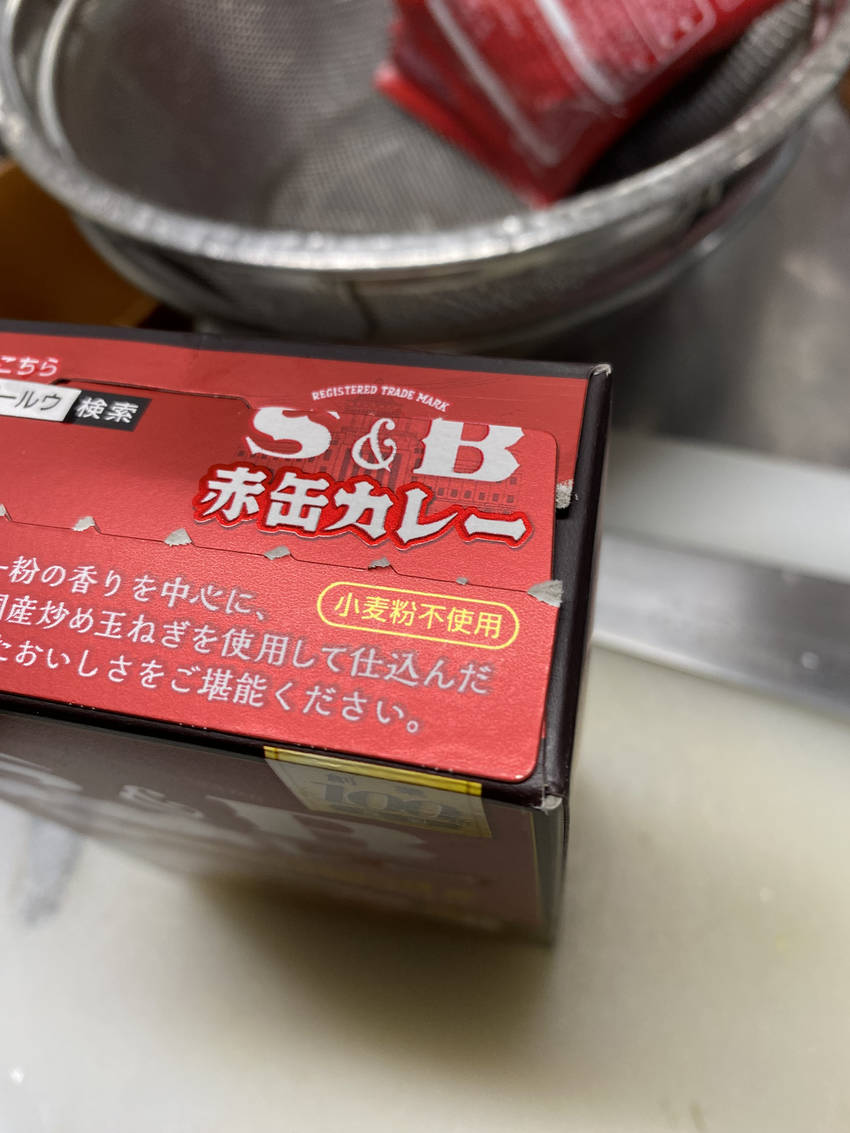 こちら
ールウ 検索
REGISTERED TRADE MARK
S&B
赤缶カレー
ー粉の香りを中心に、
国産炒め玉ねぎを使用して仕込んだ
たおいしさをご堪能ください。
小麦粉不使用
S&B
100